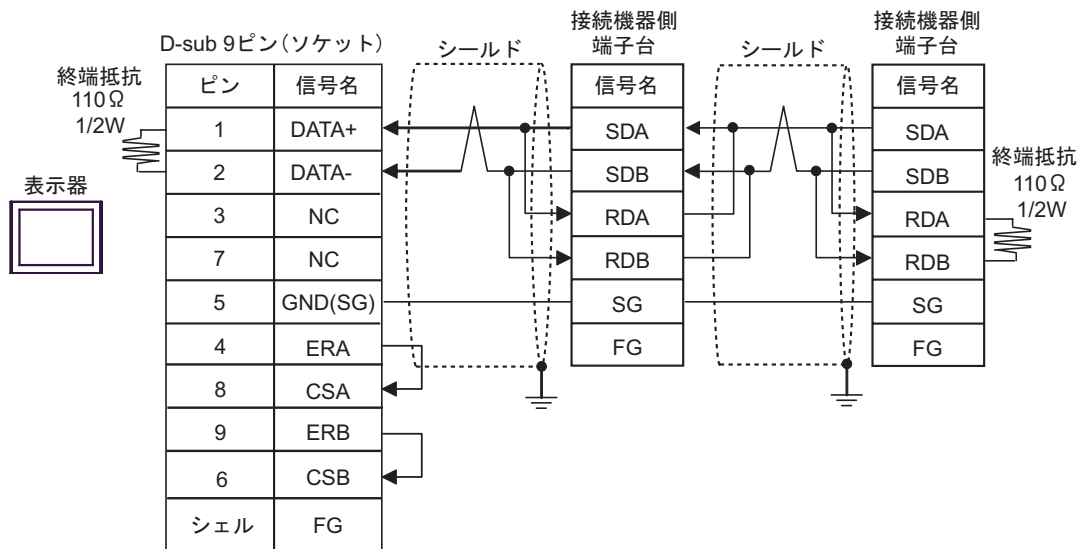 D-sub 9ピン(ソケット)
終端抵抗
110Ω
1/2W
表示器
ピン 信号名
1 DATA+
2 DATA-
3 NC
7 NC
5 GND(SG)
4 ERA
8 CSA
9 ERB
6 CSB
シェル FG
シールド
接続機器側
端子台
信号名
SDA
SDB
RDA
RDB
SG
FG
シールド
接続機器側
端子台
信号名
SDA
SDB
RDA
RDB
SG
FG
終端抵抗
110Ω
1/2W